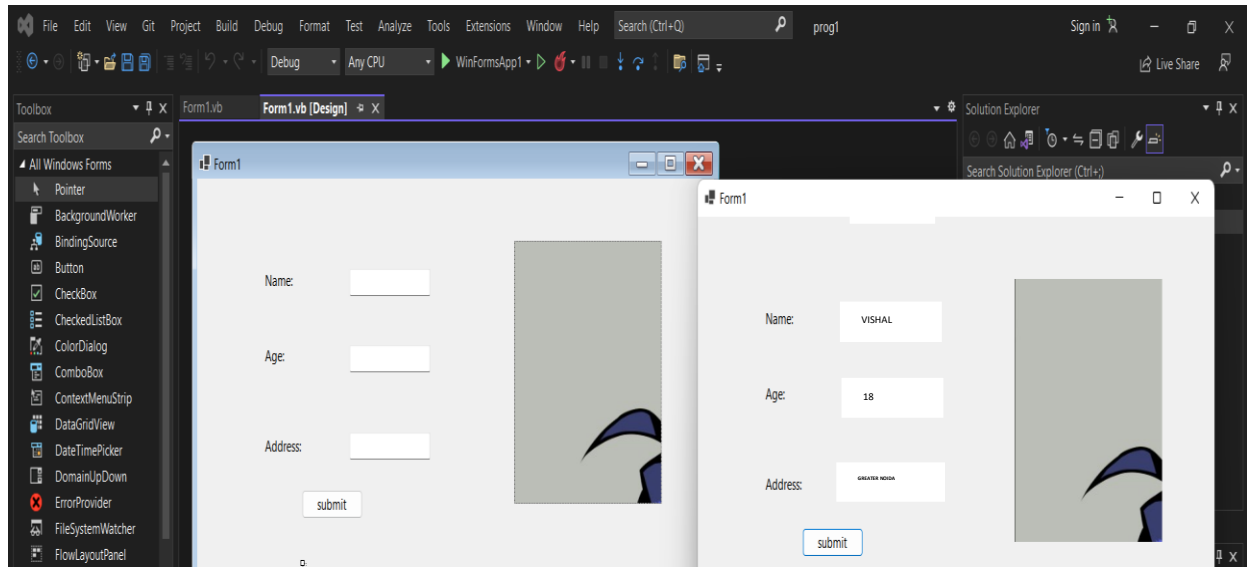 File Edit View Git Project Build Debug Format Test Analyze Tools Extensions Window Help Search (Ctrl+Q) prog1 Sign in
Debug Any CPU WinFormsApp1 Live Share
Toolbox
Search Toolbox
All Windows Forms
Pointer
BackgroundWorker
BindingSource
Button
CheckBox
CheckedListBox
ColorDialog
ComboBox
ContextMenuStrip
DataGridView
DateTimePicker
DomainUpDown
ErrorProvider
FileSystemWatcher
FlowLayoutPanel
Form1.vb Form1.vb [Design]
Form1
Name:
Age:
Address:
submit
Form1
Name: VISHAL
Age: 18
Address: GREATER NOIDA
submit
Solution Explorer
Search Solution Explorer (Ctrl+;)